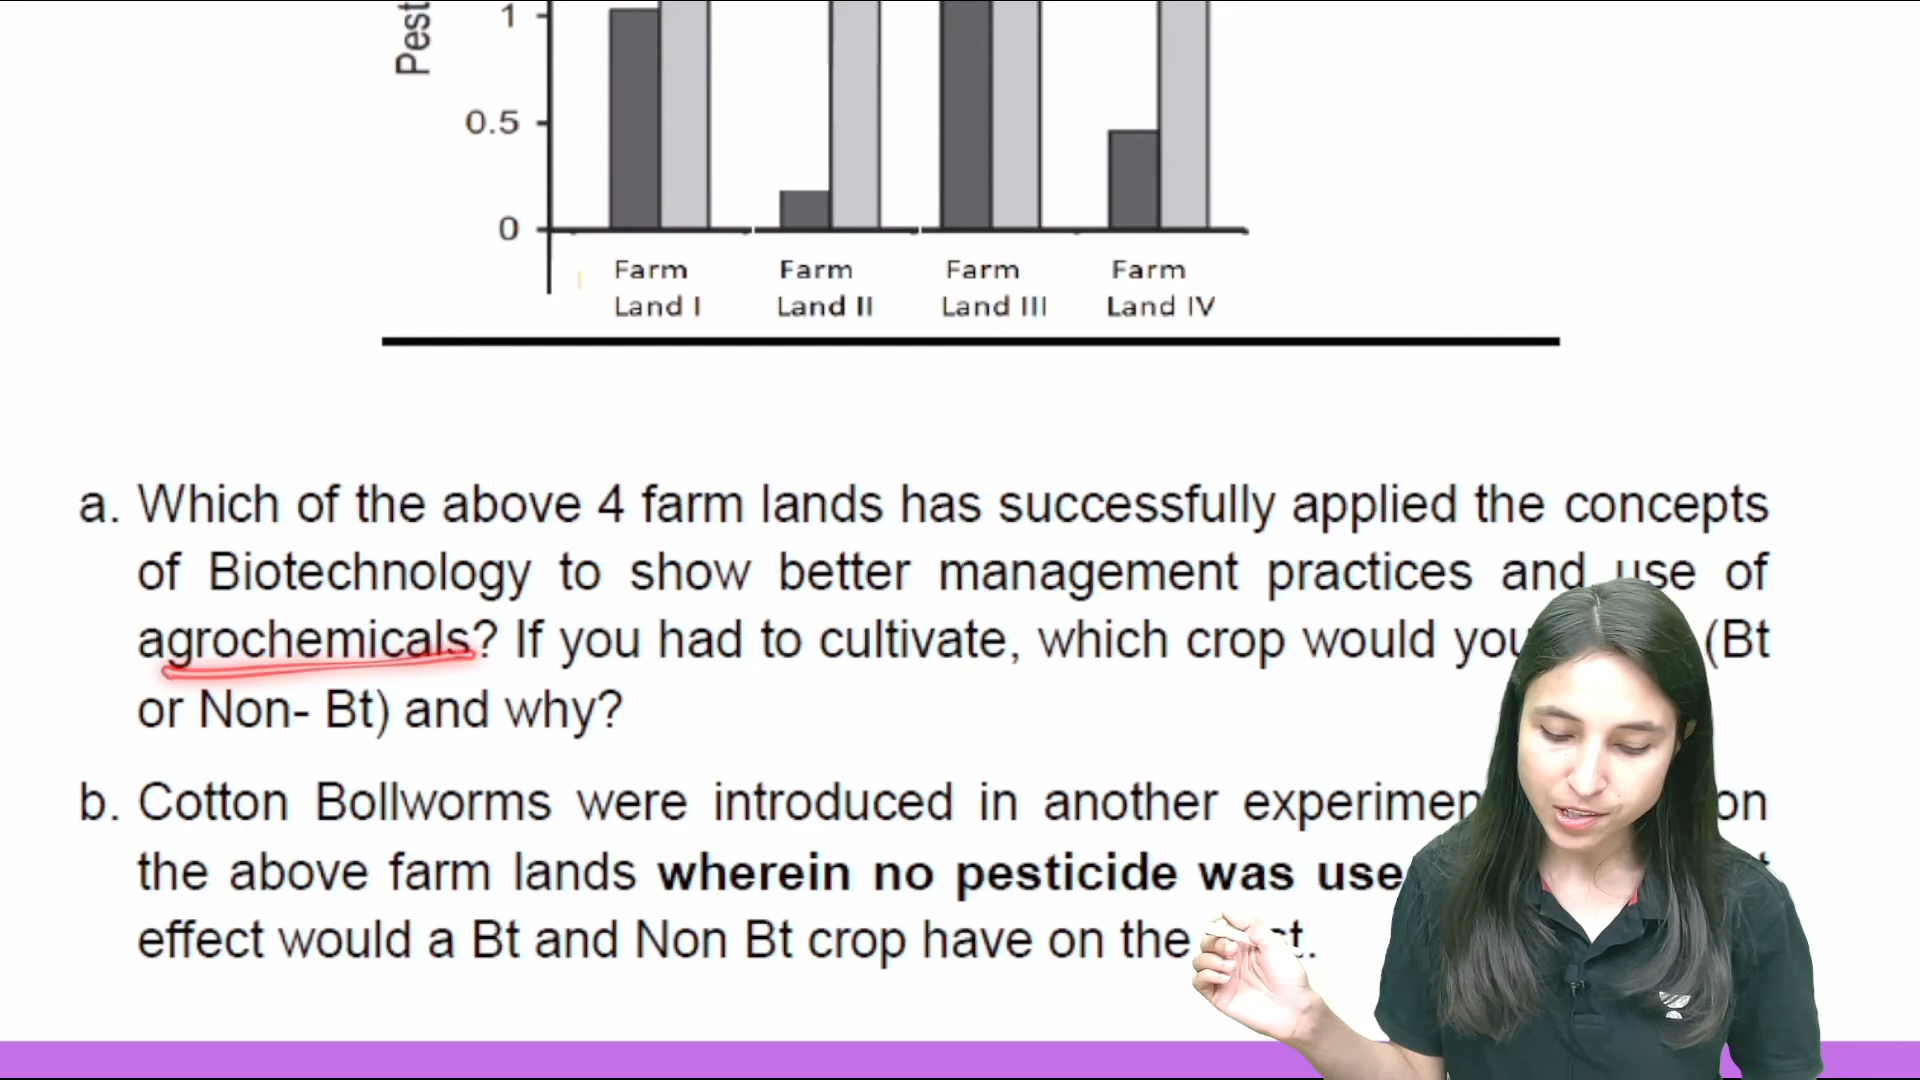 Pest
1
0.5
0
Farm Land I
Farm Land II
Farm Land III
Farm Land IV
a. Which of the above 4 farm lands has successfully applied the concepts
of Biotechnology to show better management practices and use of
agrochemicals? If you had to cultivate, which crop would you (Bt
or Non- Bt) and why?
b. Cotton Bollworms were introduced in another on
the above farm lands wherein no pesticide was
effect would a Bt and Non Bt crop have on the